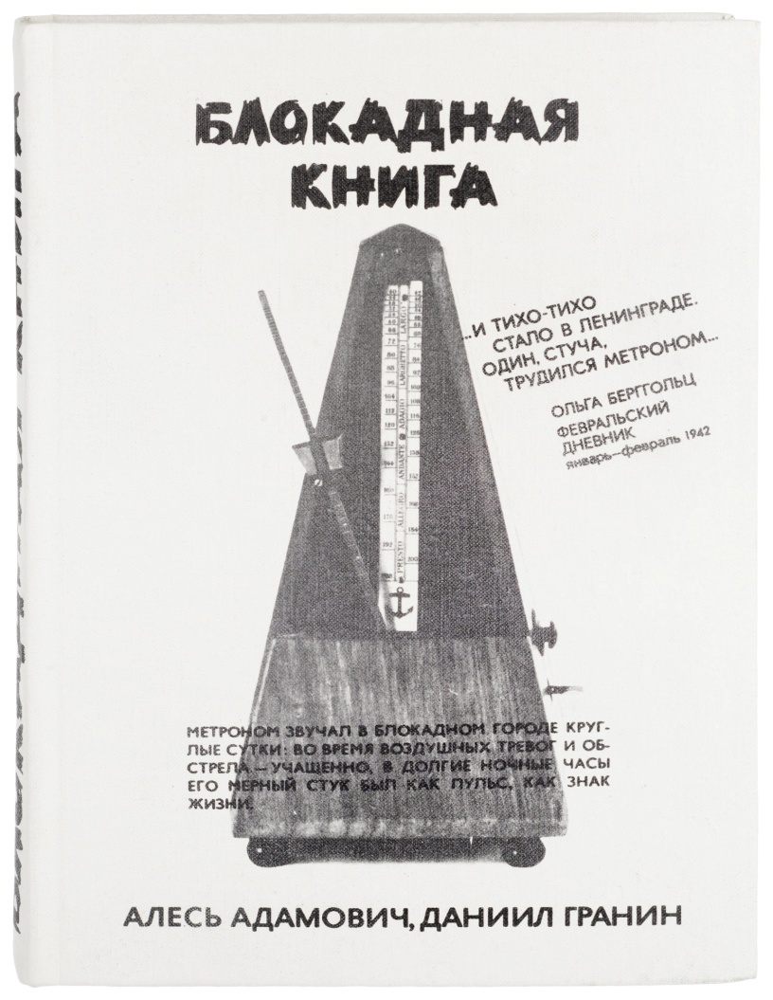 БЛОКАДНАЯ
КНИГА
...И ТИХО-ТИХО
СТАЛО В ЛЕНИНГРАДЕ.
ОДИН, СТУЧА,
ТРУДИЛСЯ МЕТРОНОМ...
ОЛЬГА БЕРГГОЛЬЦ
ФЕВРАЛЬСКИЙ
ДНЕВНИК
январь—февраль 1942
LARGO
LARGHETTO
ADAGIO
ANDANTE
ALLEGRO
PRESTO
МЕТРОНОМ ЗВУЧАЛ В БЛОКАДНОМ ГОРОДЕ КРУГ-
ЛЫЕ СУТКИ: ВО ВРЕМЯ ВОЗДУШНЫХ ТРЕВОГ И ОБ-
СТРЕЛА — УЧАЩЕННО, В ДОЛГИЕ НОЧНЫЕ ЧАСЫ
ЕГО МЕРНЫЙ СТУК БЫЛ КАК ПУЛЬС, КАК ЗНАК
ЖИЗНИ.
АЛЕСЬ АДАМОВИЧ, ДАНИИЛ ГРАНИН